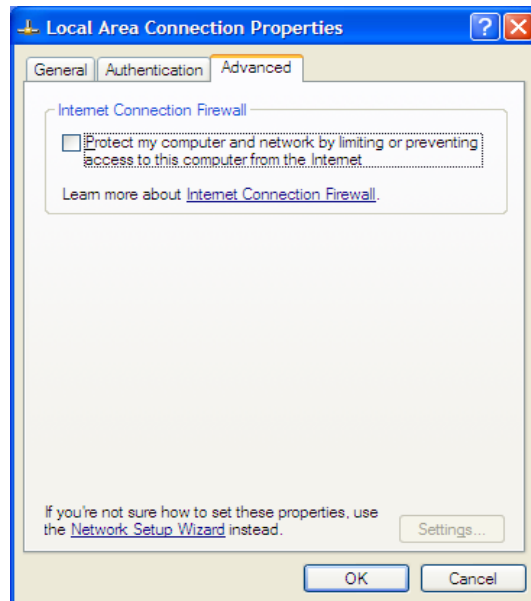 Local Area Connection Properties
General Authentication Advanced
Internet Connection Firewall
Protect my computer and network by limiting or preventing
access to this computer from the Internet
Learn more about Internet Connection Firewall.
If you're not sure how to set these properties, use
the Network Setup Wizard instead.
Settings...
OK Cancel